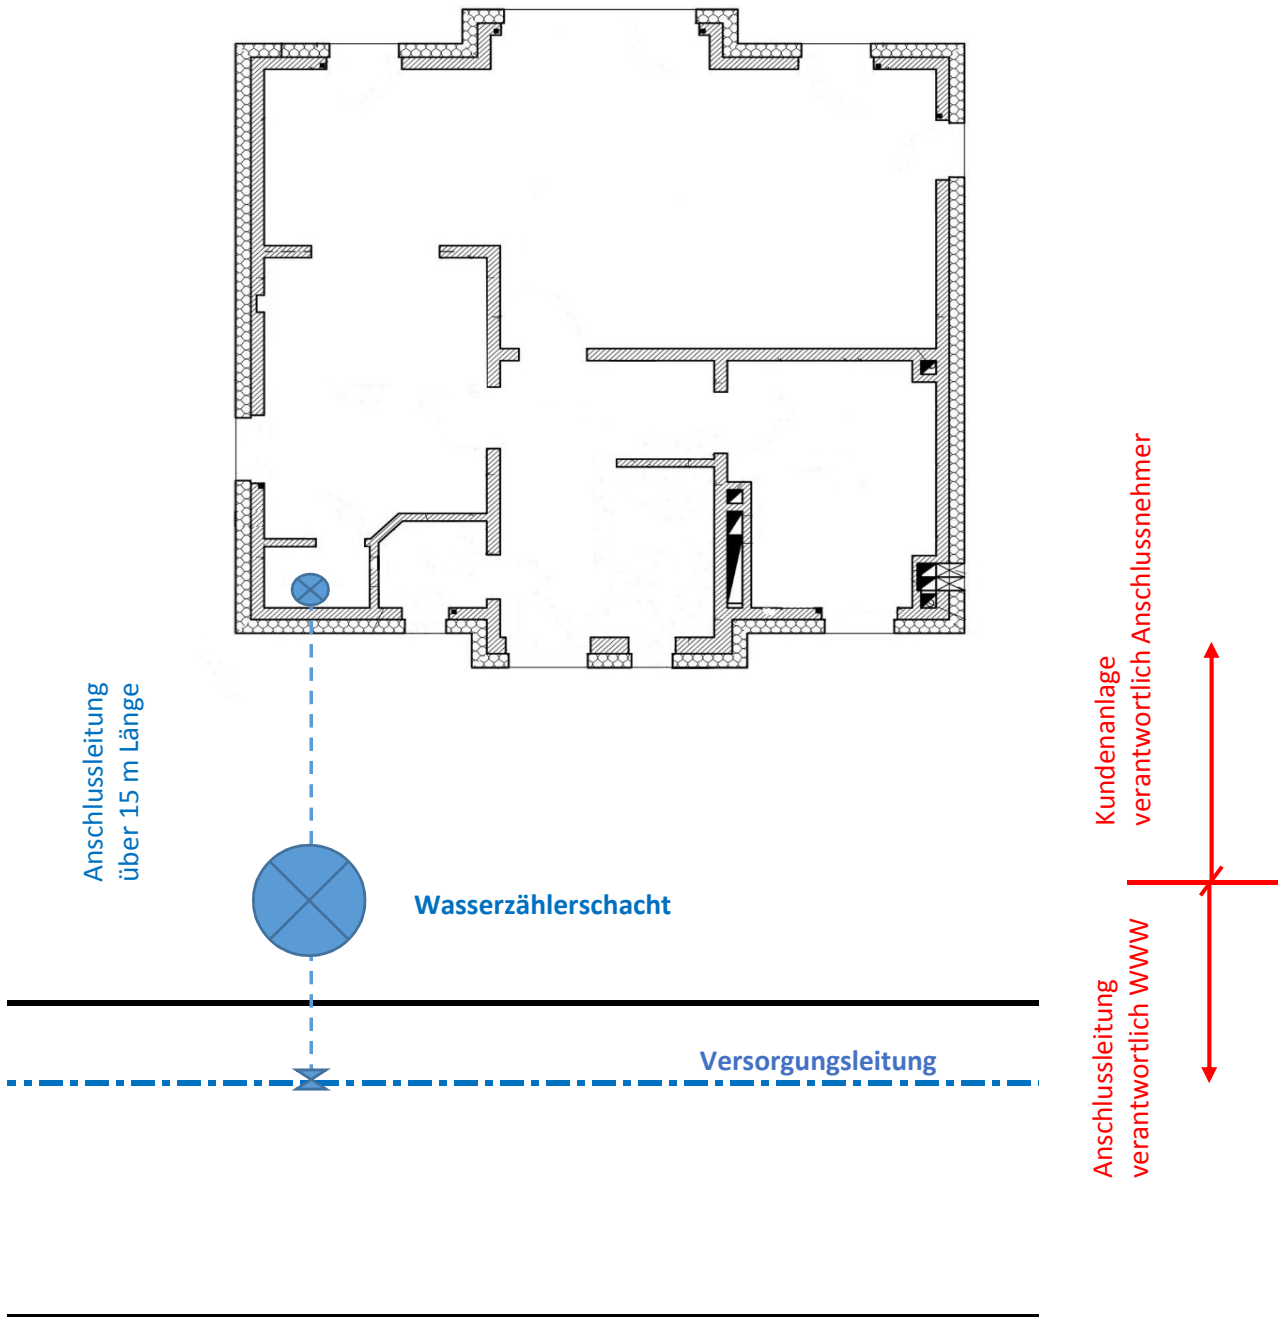 Anschlussleitung
über 15 m Länge
Wasserzählerschacht
Versorgungsleitung
Kundenanlage
verantwortlich Anschlussnehmer
Anschlussleitung
verantwortlich WWW